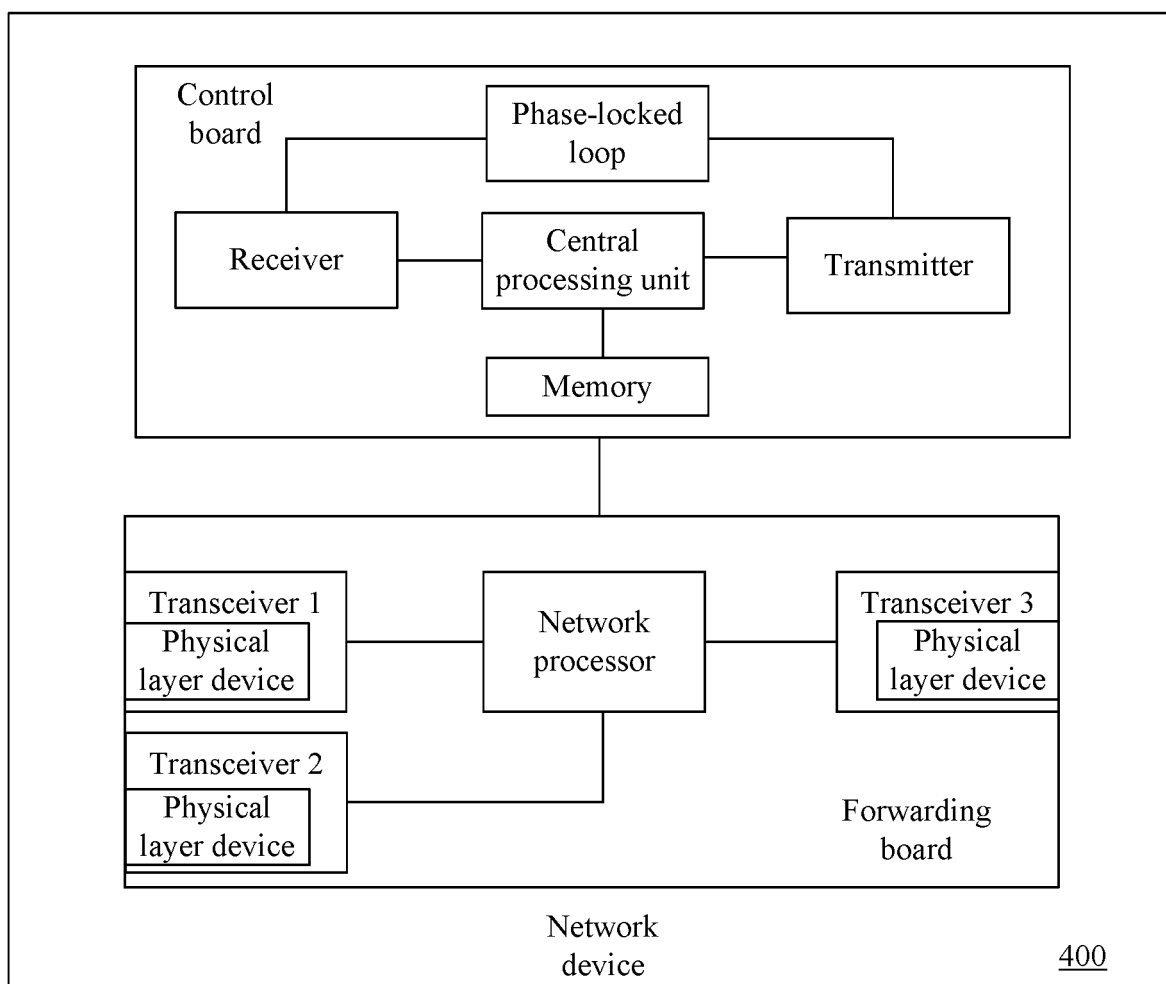 Control
board
Phase-locked
loop
Receiver
Central
processing unit
Transmitter
Memory
Transceiver 1
Physical
layer device
Network
processor
Transceiver 3
Physical
layer device
Transceiver 2
Physical
layer device
Forwarding
board
Network
device
400